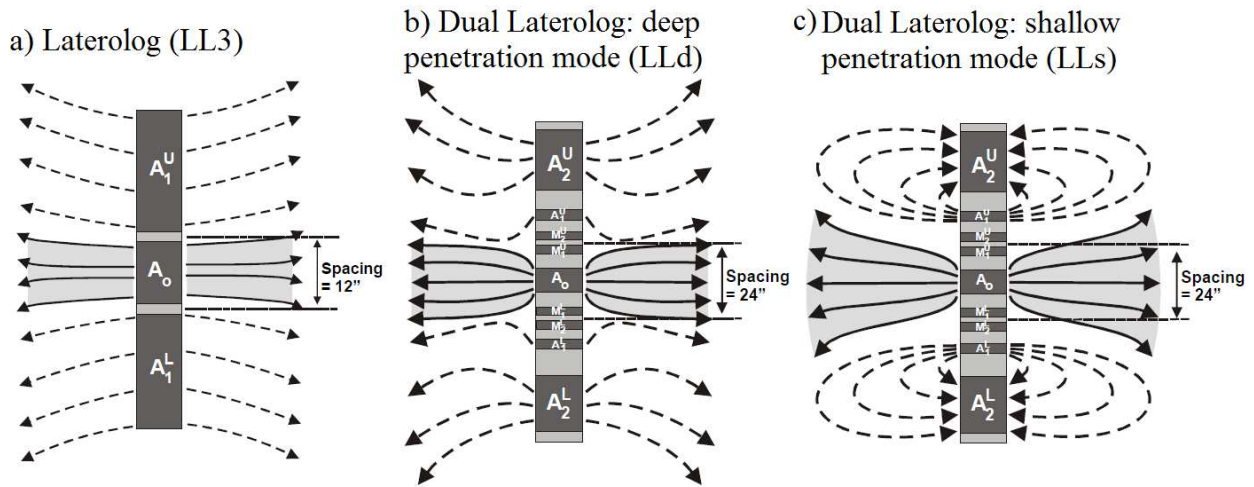 a) Laterolog (LL3)
b) Dual Laterolog: deep
penetration mode (LLd)
c) Dual Laterolog: shallow
penetration mode (LLs)
A₁ᵁ
Aₒ
A₁ᴸ
Spacing
= 12”
A₂ᵁ
A₁ᵁ
M₂ᵁ
M₁ᵁ
Aₒ
M₁ᴸ
M₂ᴸ
A₁ᴸ
A₂ᴸ
Spacing
= 24”
A₂ᵁ
A₁ᵁ
M₂ᵁ
M₁ᵁ
Aₒ
M₁ᴸ
M₂ᴸ
A₁ᴸ
A₂ᴸ
Spacing
= 24”